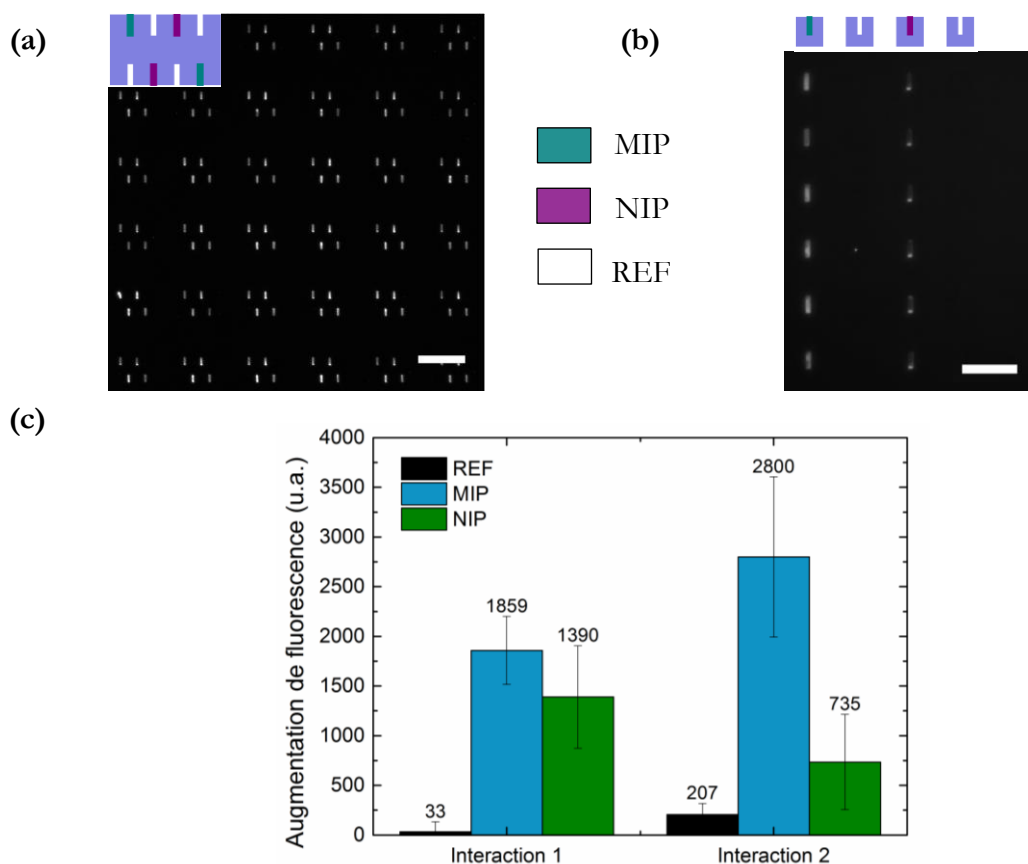 (a)
(b)
MIP
NIP
REF
(c)
Augmentation de fluorescence (u.a.)
4000
3500
3000
2500
2000
1500
1000
500
0
REF
MIP
NIP
33
1859
1390
207
2800
735
Interaction 1
Interaction 2